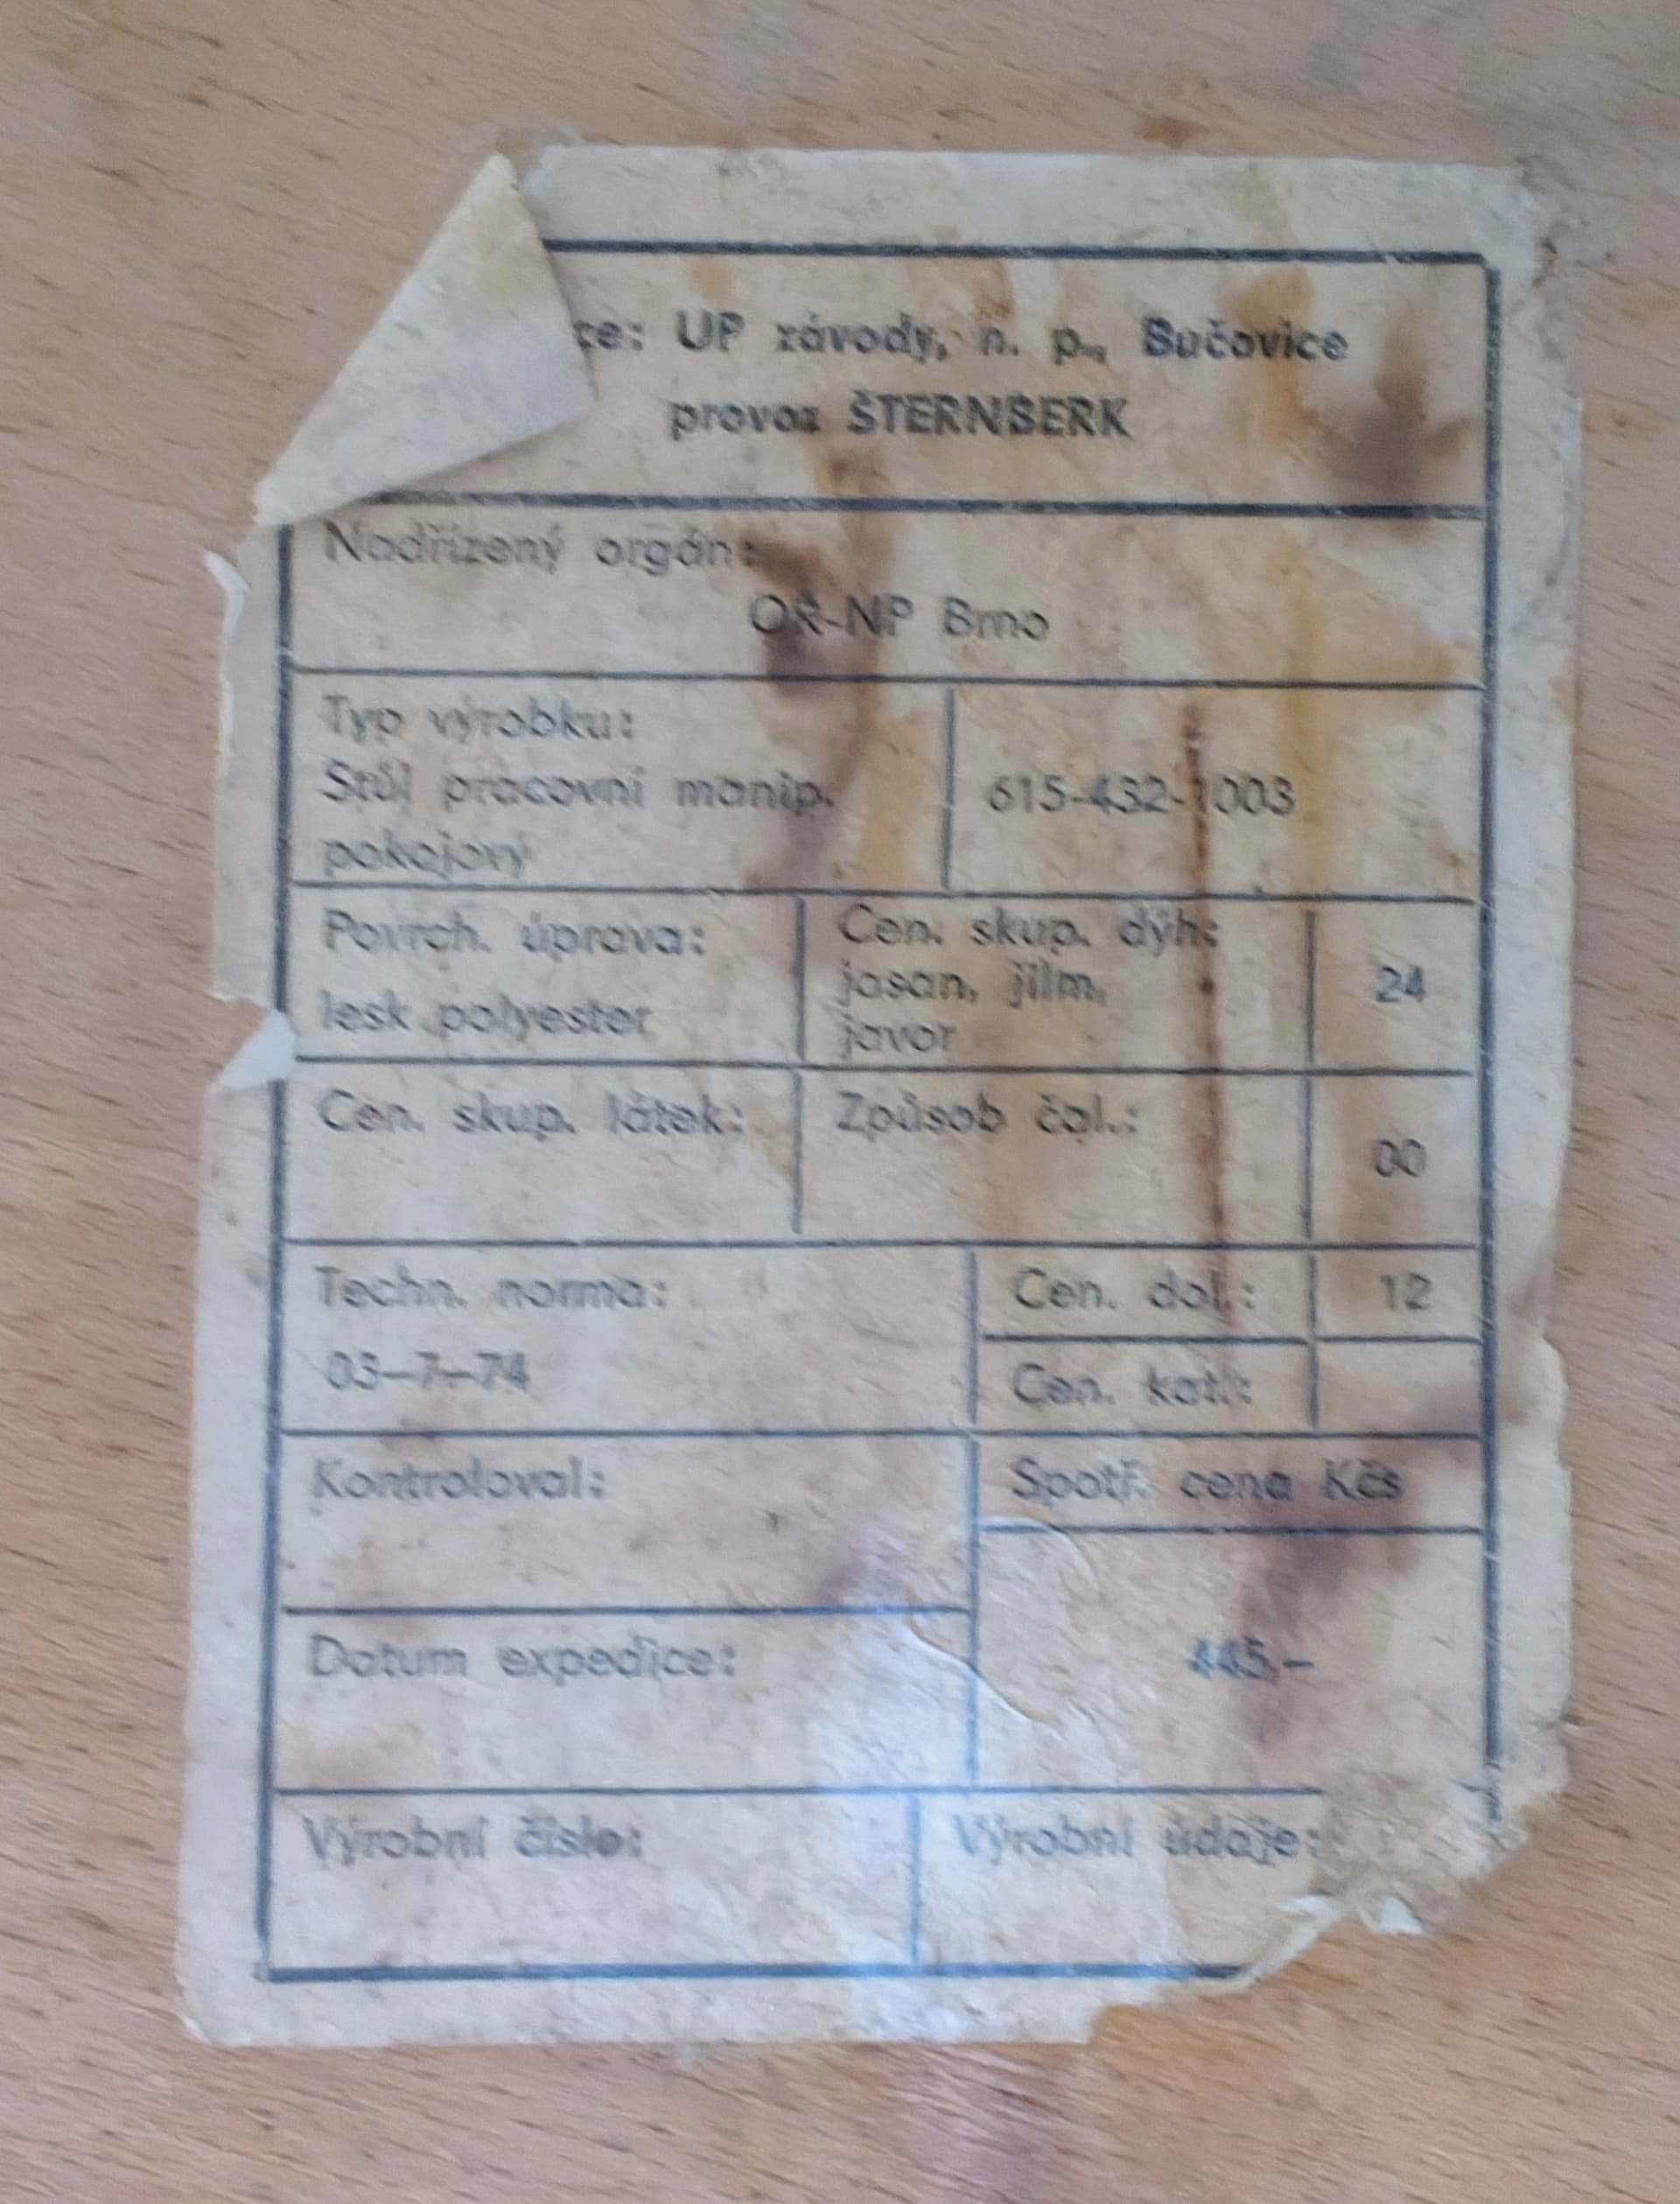 ce: UP závody, n. p., Bučovice
provoz ŠTERNBERK
Nadřízený orgán:
OŘ-NP Brno
Typ výrobku:
Stůl pracovní manip.
pokojový
615-432-1003
Povrch. úprava:
lesk polyester
Cen. skup. dýh:
jasan, jilm,
javor
24
Cen. skup. látek:
Způsob čal.:
00
Techn. norma:
03-7-74
Cen. dol.:
12
Cen. kat.:
Kontroloval:
Spotř. cena Kčs
445,-
Datum expedice:
Výrobní číslo:
Výrobní údaje: